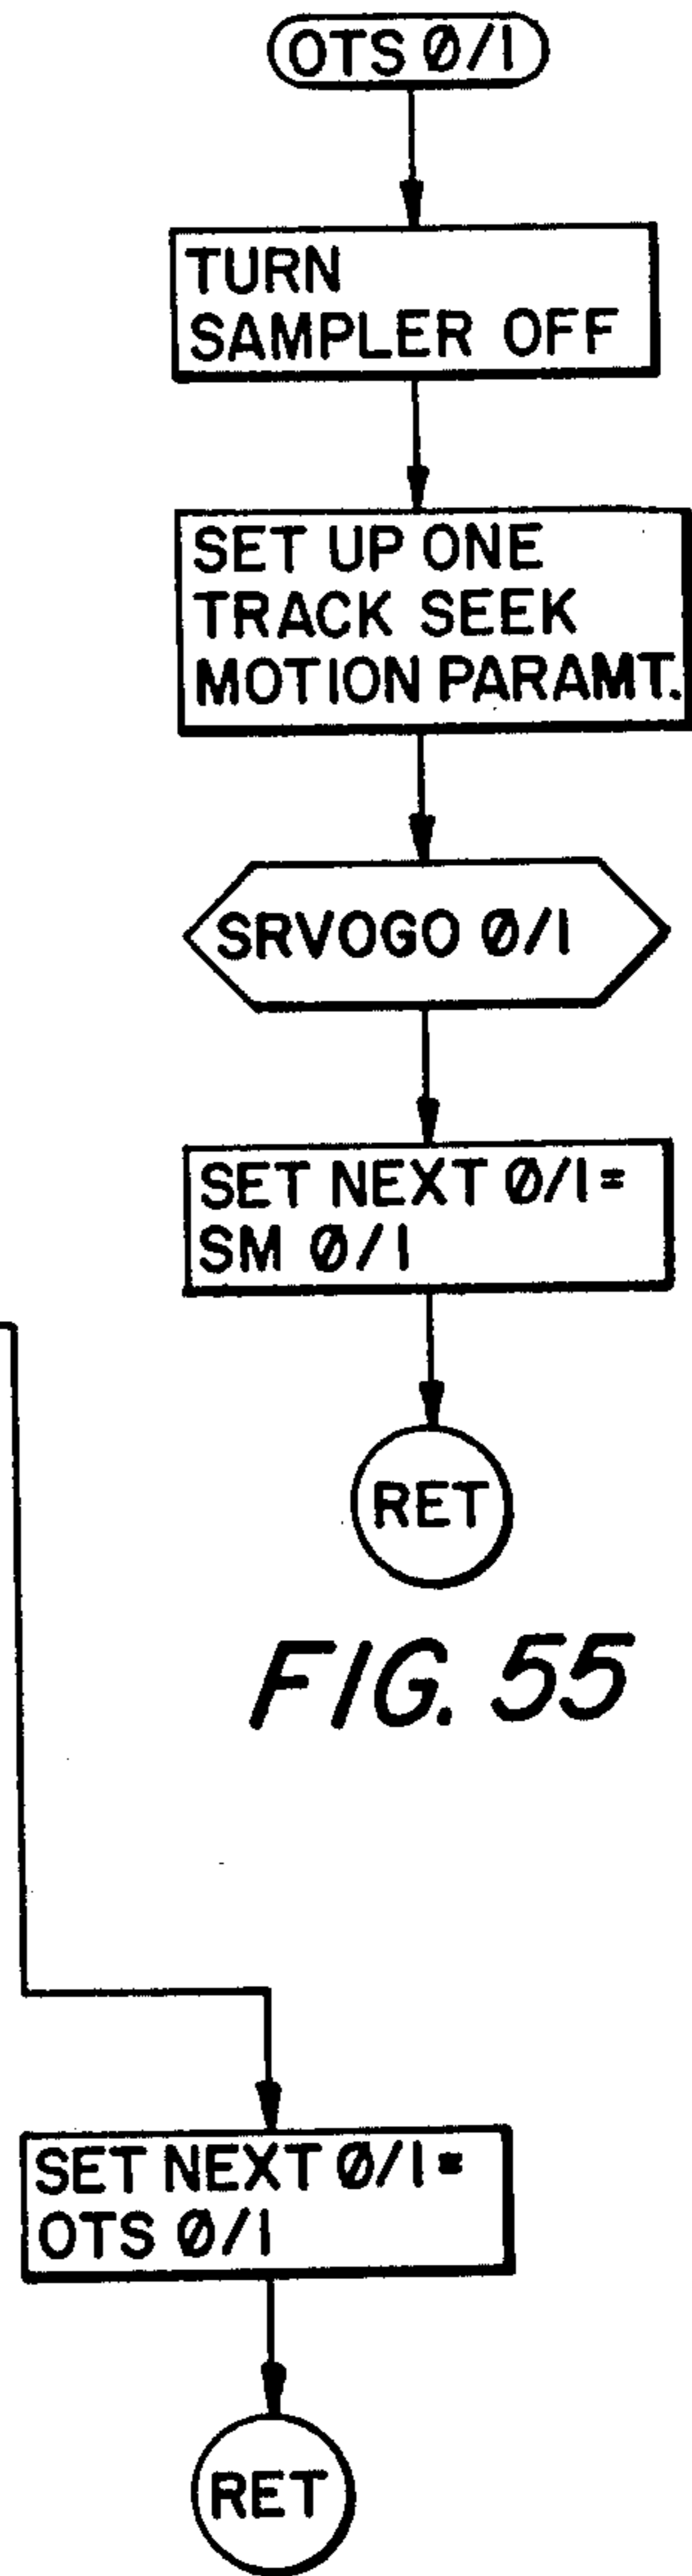 OTS Ø/1
TURN
SAMPLER OFF
SET UP ONE
TRACK SEEK
MOTION PARAMT.
SRVOGO Ø/1
SET NEXT Ø/1=
SM Ø/1
RET
FIG. 55
SET NEXT Ø/1=
OTS Ø/1
RET